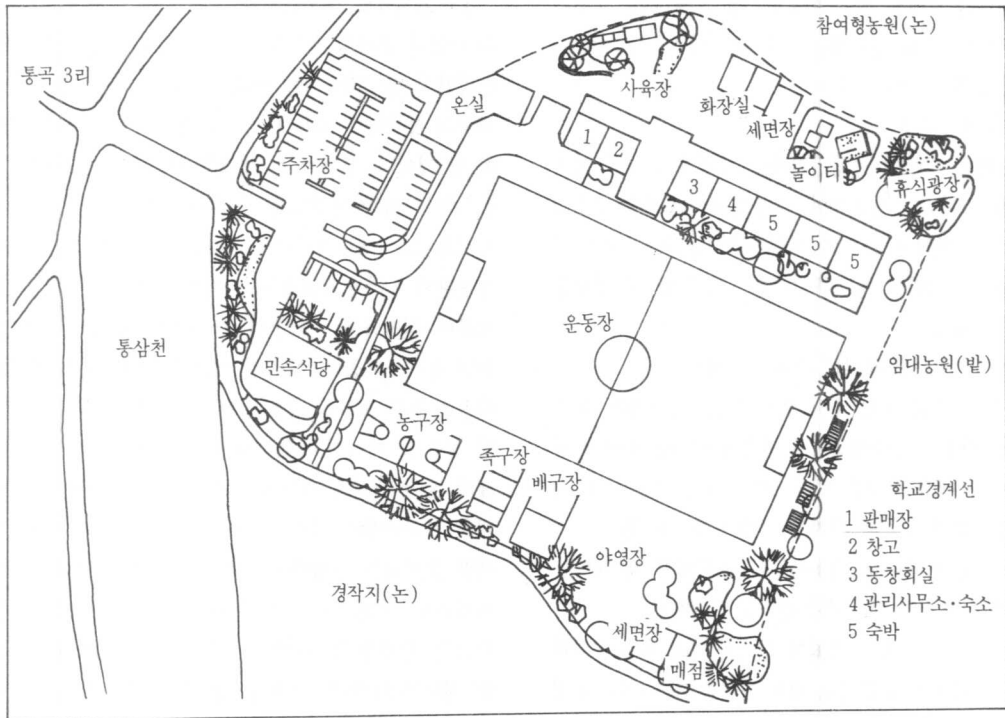 참여형농원(논)
통곡 3리
사육장
온실
화장실
세면장
1
2
주차장
놀이터
휴식광장
3
4
5
5
5
운동장
통삼천
민속식당
임대농원(밭)
농구장
족구장
배구장
학교경계선
1 판매장
2 창고
3 동창회실
4 관리사무소·숙소
5 숙박
야영장
경작지(논)
세면장
매점